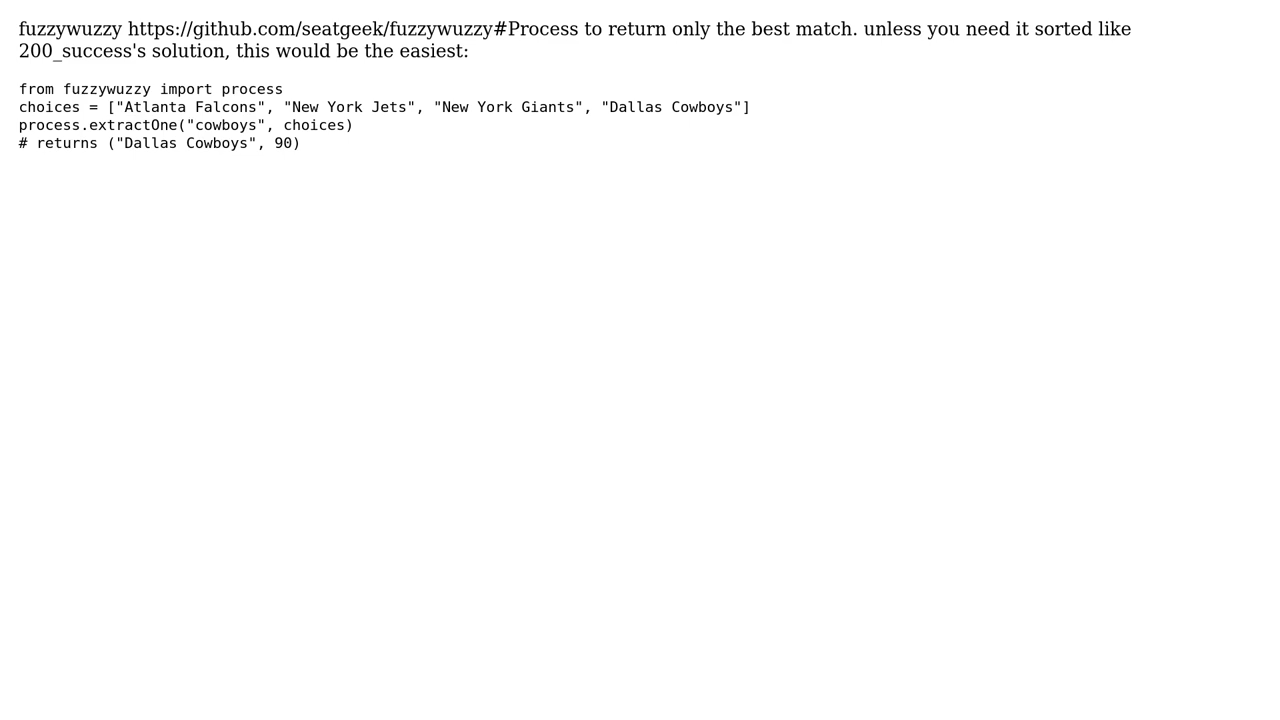 fuzzywuzzy https://github.com/seatgeek/fuzzywuzzy#Process to return only the best match. unless you need it sorted like
200_success's solution, this would be the easiest:
from fuzzywuzzy import process
choices = ["Atlanta Falcons", "New York Jets", "New York Giants", "Dallas Cowboys"]
process.extractOne("cowboys", choices)
# returns ("Dallas Cowboys", 90)